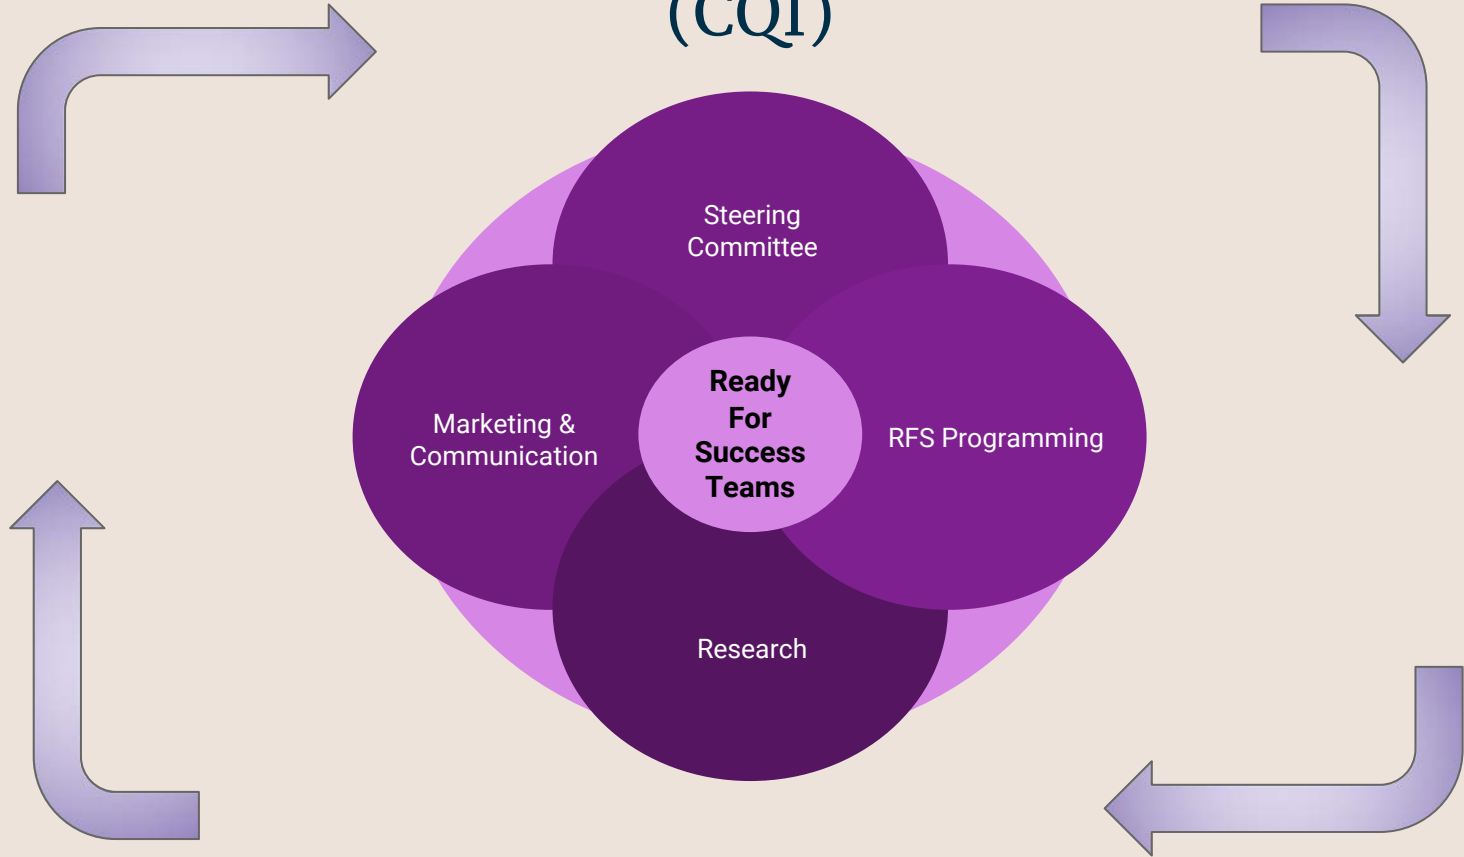 (CQI)
Steering
Committee
Marketing &
Communication
Ready
For
Success
Teams
RFS Programming
Research